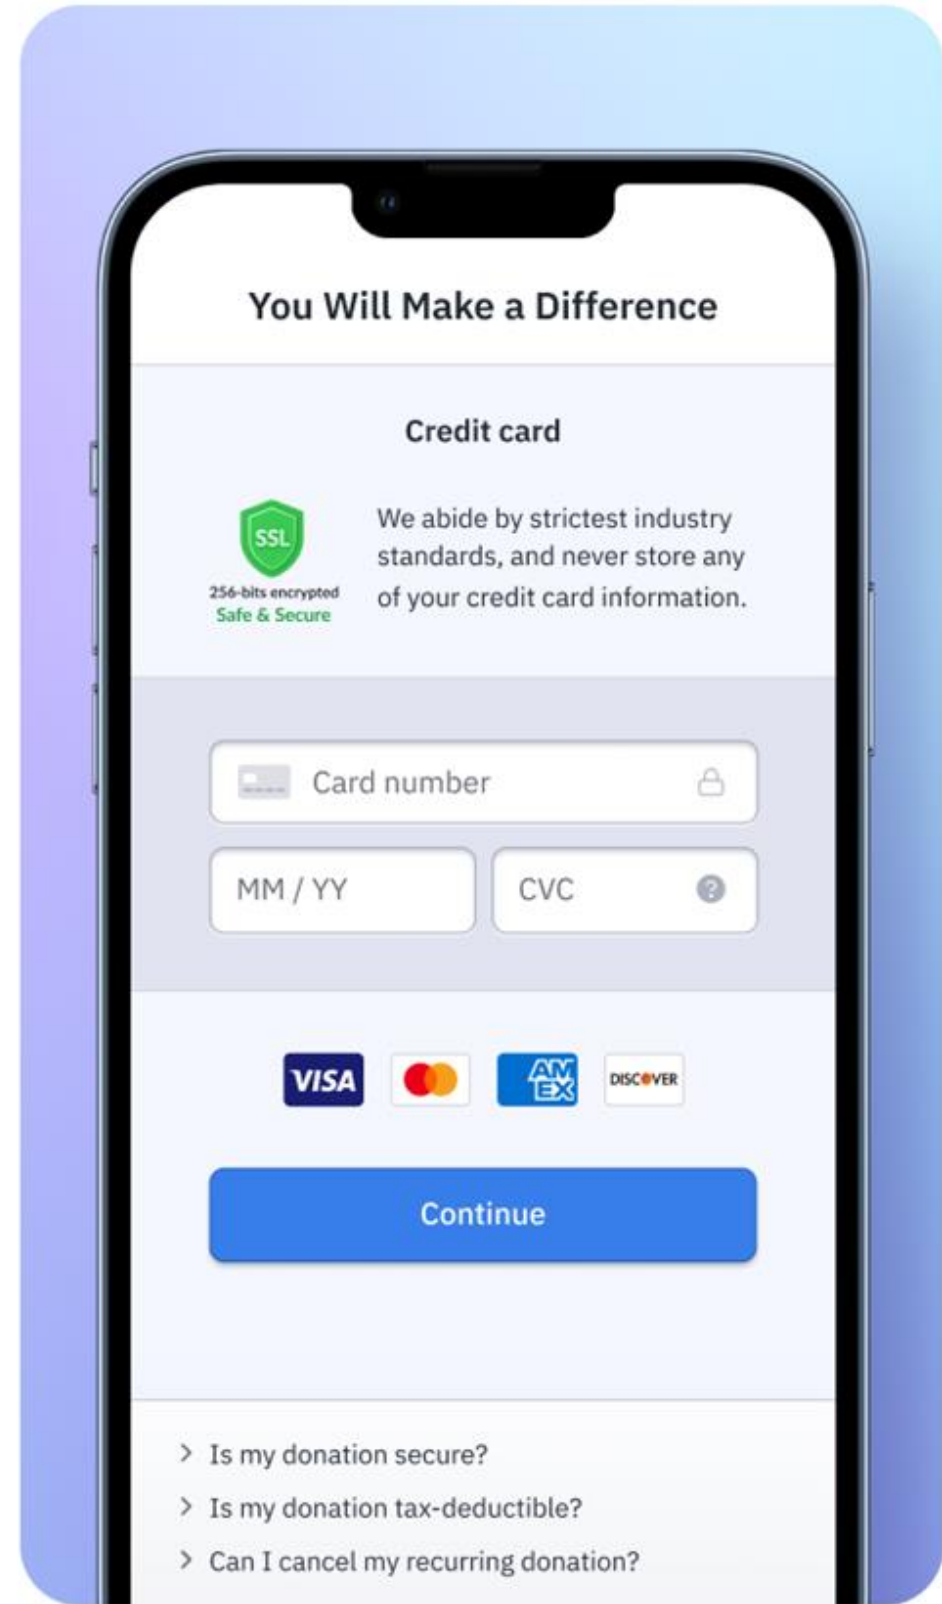 You Will Make a Difference
Credit card
SSL
256-bits encrypted
Safe & Secure
We abide by strictest industry
standards, and never store any
of your credit card information.
Card number
MM / YY
CVC
?
VISA
AM
EX
DISCOVER
Continue
> Is my donation secure?
> Is my donation tax-deductible?
> Can I cancel my recurring donation?